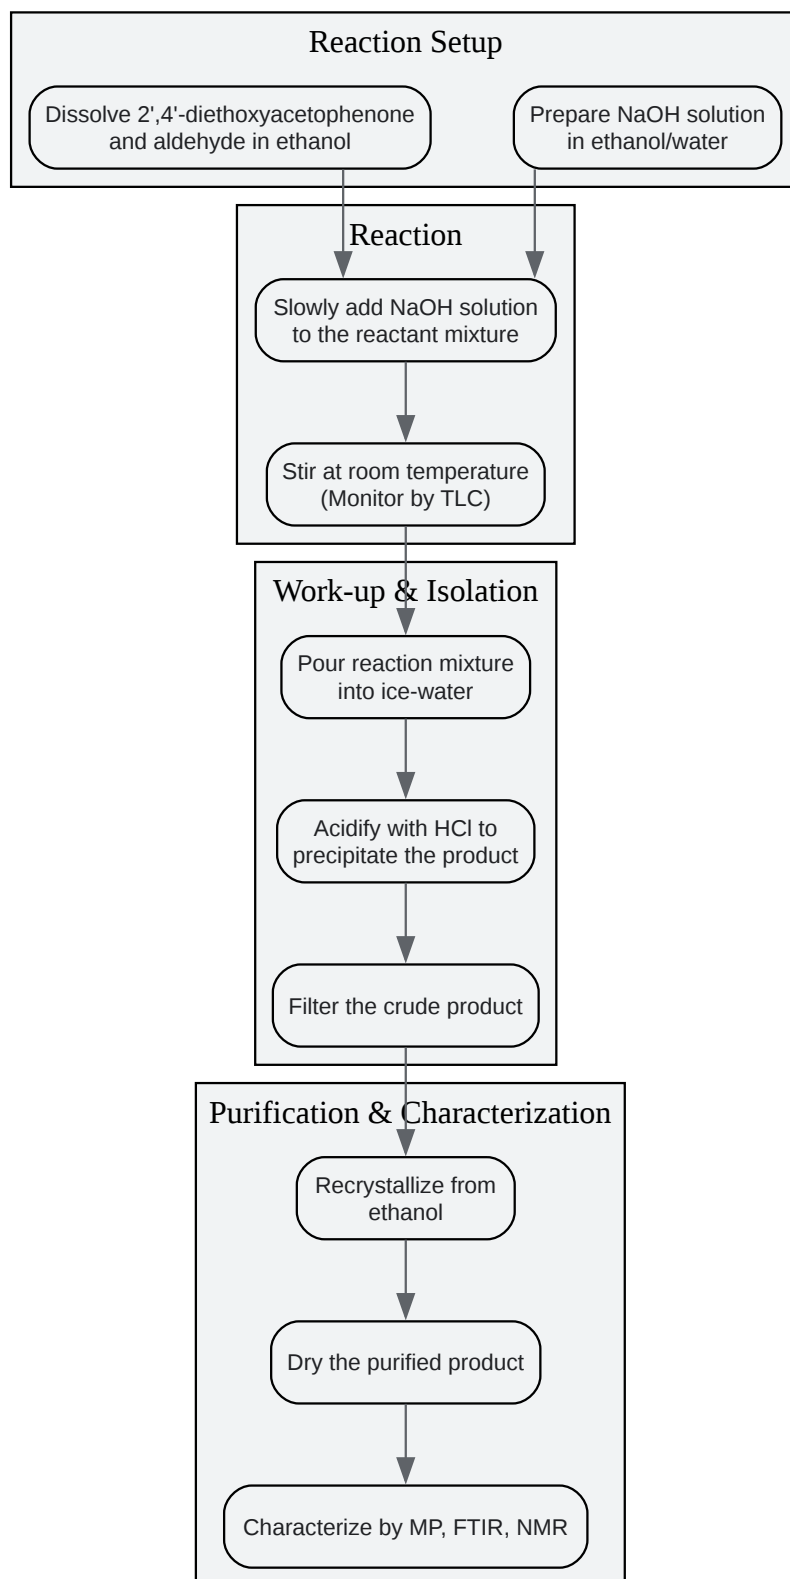 Reaction Setup
Dissolve 2',4'-diethoxyacetophenone
and aldehyde in ethanol
Prepare NaOH solution
in ethanol/water
Reaction
Slowly add NaOH solution
to the reactant mixture
Stir at room temperature
(Monitor by TLC)
Work-up & Isolation
Pour reaction mixture
into ice-water
Acidify with HCl to
precipitate the product
Filter the crude product
Purification & Characterization
Recrystallize from
ethanol
Dry the purified product
Characterize by MP, FTIR, NMR